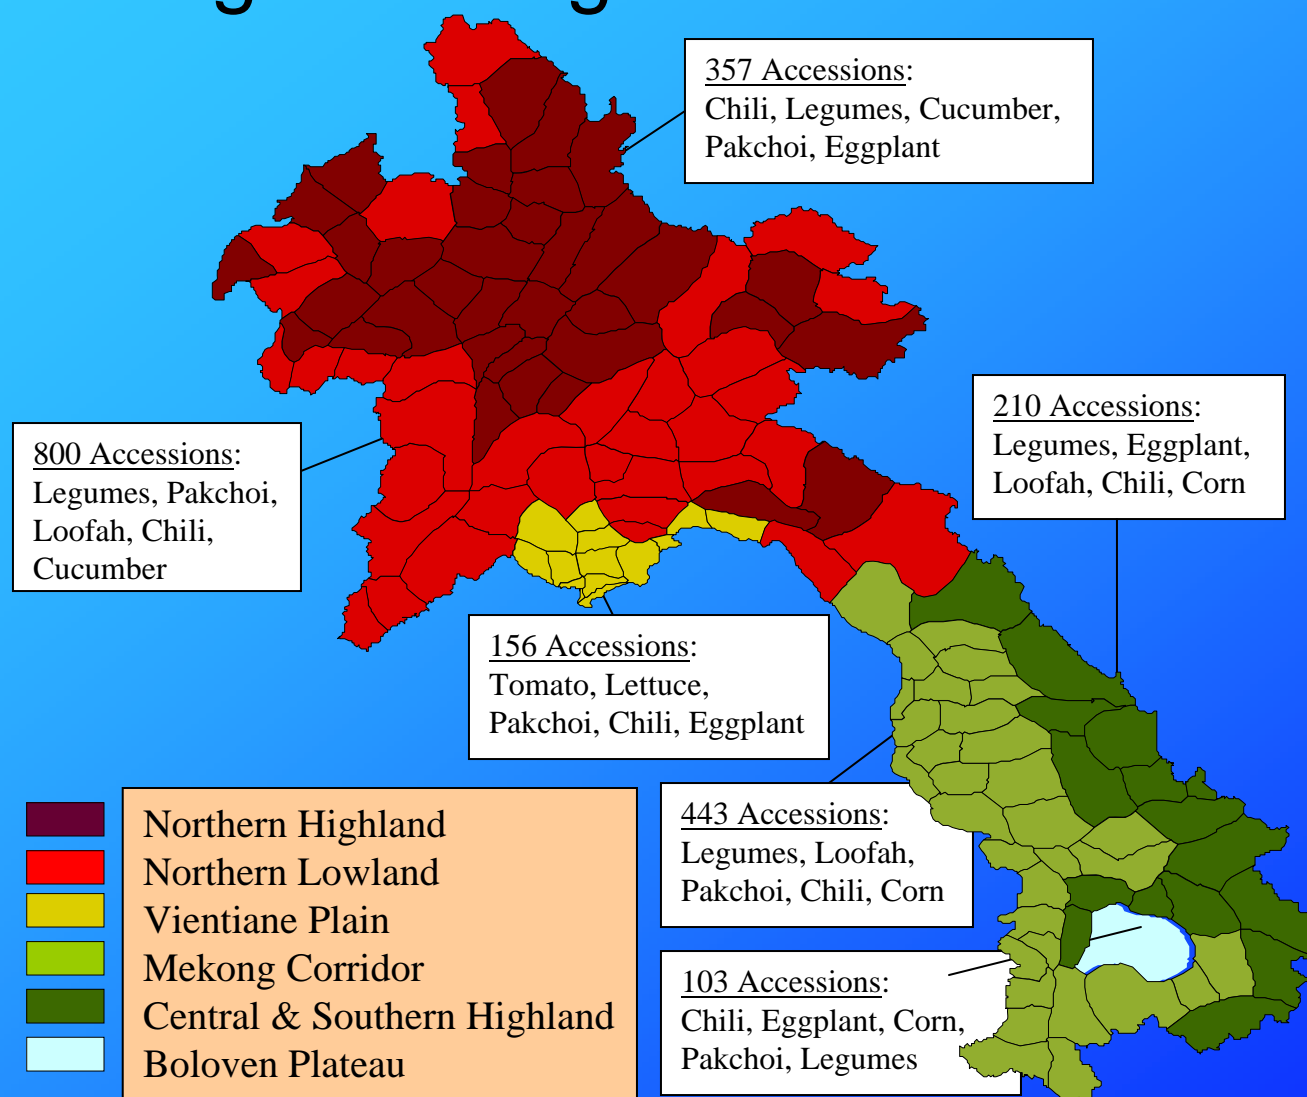 357 Accessions:
Chili, Legumes, Cucumber,
Pakchoi, Eggplant
210 Accessions:
Legumes, Eggplant,
Loofah, Chili, Corn
800 Accessions:
Legumes, Pakchoi,
Loofah, Chili,
Cucumber
156 Accessions:
Tomato, Lettuce,
Pakchoi, Chili, Eggplant
443 Accessions:
Legumes, Loofah,
Pakchoi, Chili, Corn
103 Accessions:
Chili, Eggplant, Corn,
Pakchoi, Legumes
Northern Highland
Northern Lowland
Vientiane Plain
Mekong Corridor
Central & Southern Highland
Boloven Plateau